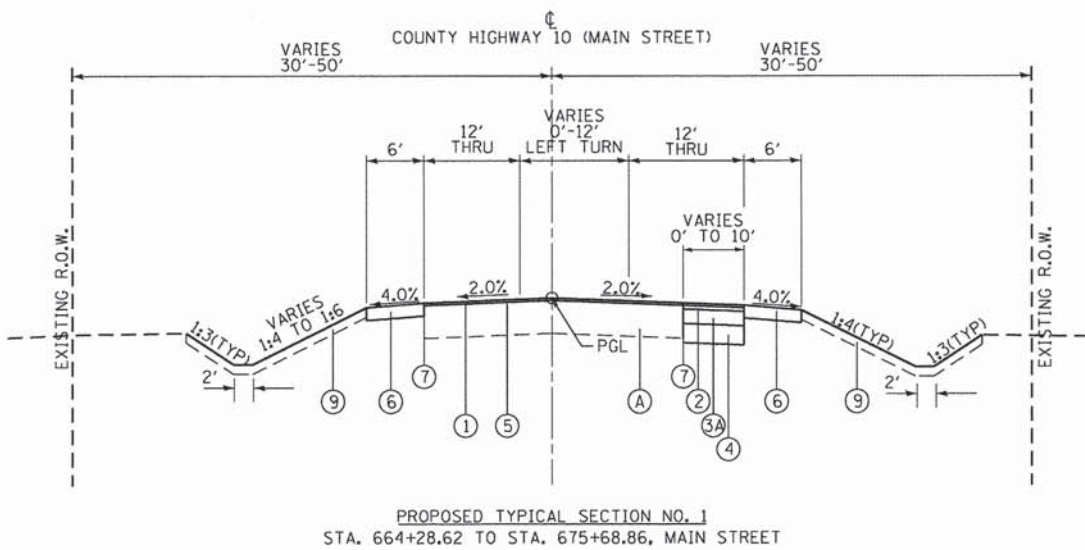 ℄
COUNTY HIGHWAY 10 (MAIN STREET)
VARIES
30'-50'
VARIES
30'-50'
VARIES
0'-12'
LEFT TURN
12'
THRU
12'
THRU
6'
6'
VARIES
0' TO 10'
EXISTING R.O.W.
EXISTING R.O.W.
4.0%
2.0%
2.0%
4.0%
1:3(TYP)
VARIES
1:4 TO 1:6
1:4(TYP)
1:3(TYP)
PGL
2'
2'
9
6
7
1
5
A
7
2
3A
4
6
9
PROPOSED TYPICAL SECTION NO. 1
STA. 664+28.62 TO STA. 675+68.86, MAIN STREET